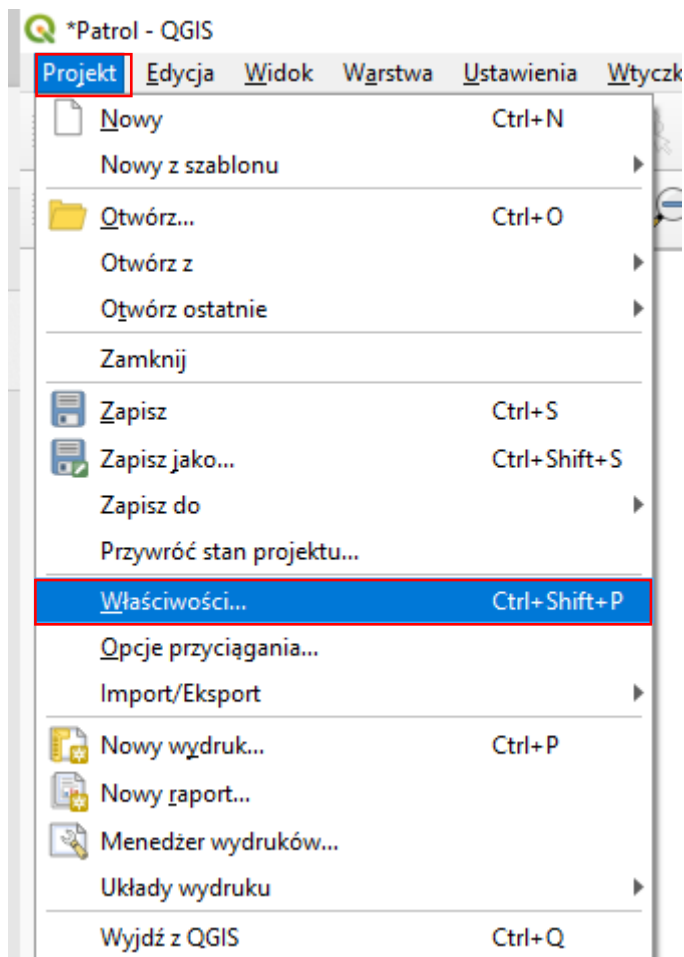 *Patrol - QGIS
Projekt Edycja Widok Warstwa Ustawienia Wtyczk
Nowy Ctrl+N
Nowy z szablonu
Otwórz... Ctrl+O
Otwórz z
Otwórz ostatnie
Zamknij
Zapisz Ctrl+S
Zapisz jako... Ctrl+Shift+S
Zapisz do
Przywróć stan projektu...
Właściwości... Ctrl+Shift+P
Opcje przyciągania...
Import/Eksport
Nowy wydruk... Ctrl+P
Nowy raport...
Menedżer wydruków...
Układy wydruku
Wyjdź z QGIS Ctrl+Q